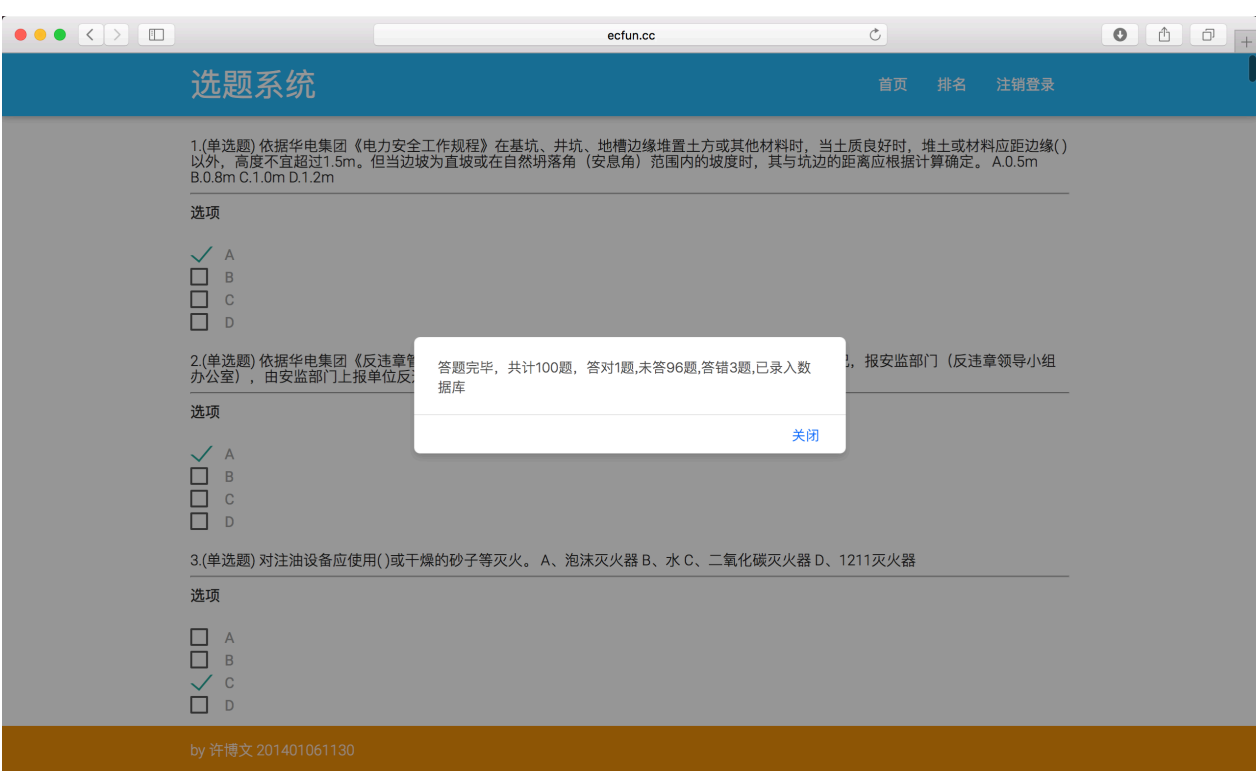 ecfun.cc
选题系统
首页 排名 注销登录
1.(单选题) 依据华电集团《电力安全工作规程》在基坑、井坑、地槽边缘堆置土方或其他材料时，当土质良好时，堆土或材料应距边缘( )
以外，高度不宜超过1.5m。但当边坡为直坡或在自然坍落角（安息角）范围内的坡度时，其与坑边的距离应根据计算确定。 A.0.5m
B.0.8m C.1.0m D.1.2m
选项
A
B
C
D
2.(单选题) 依据华电集团《反违章管
，报安监部门（反违章领导小组
办公室），由安监部门上报单位反
答题完毕，共计100题，答对1题,未答96题,答错3题,已录入数
据库
关闭
选项
A
B
C
D
3.(单选题) 对注油设备应使用( )或干燥的砂子等灭火。 A、泡沫灭火器 B、水 C、二氧化碳灭火器 D、1211灭火器
选项
A
B
C
D
by 许博文 201401061130